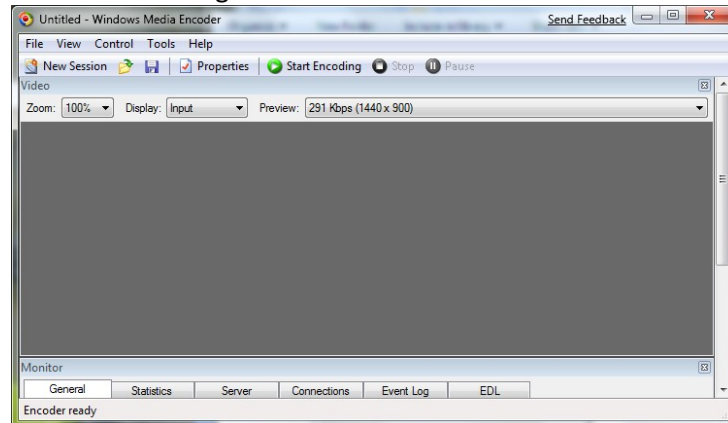 Untitled - Windows Media Encoder Send Feedback
File View Control Tools Help
New Session Properties Start Encoding Stop Pause
Video
Zoom: 100% Display: Input Preview: 291 Kbps (1440 x 900)
Monitor
General Statistics Server Connections Event Log EDL
Encoder ready